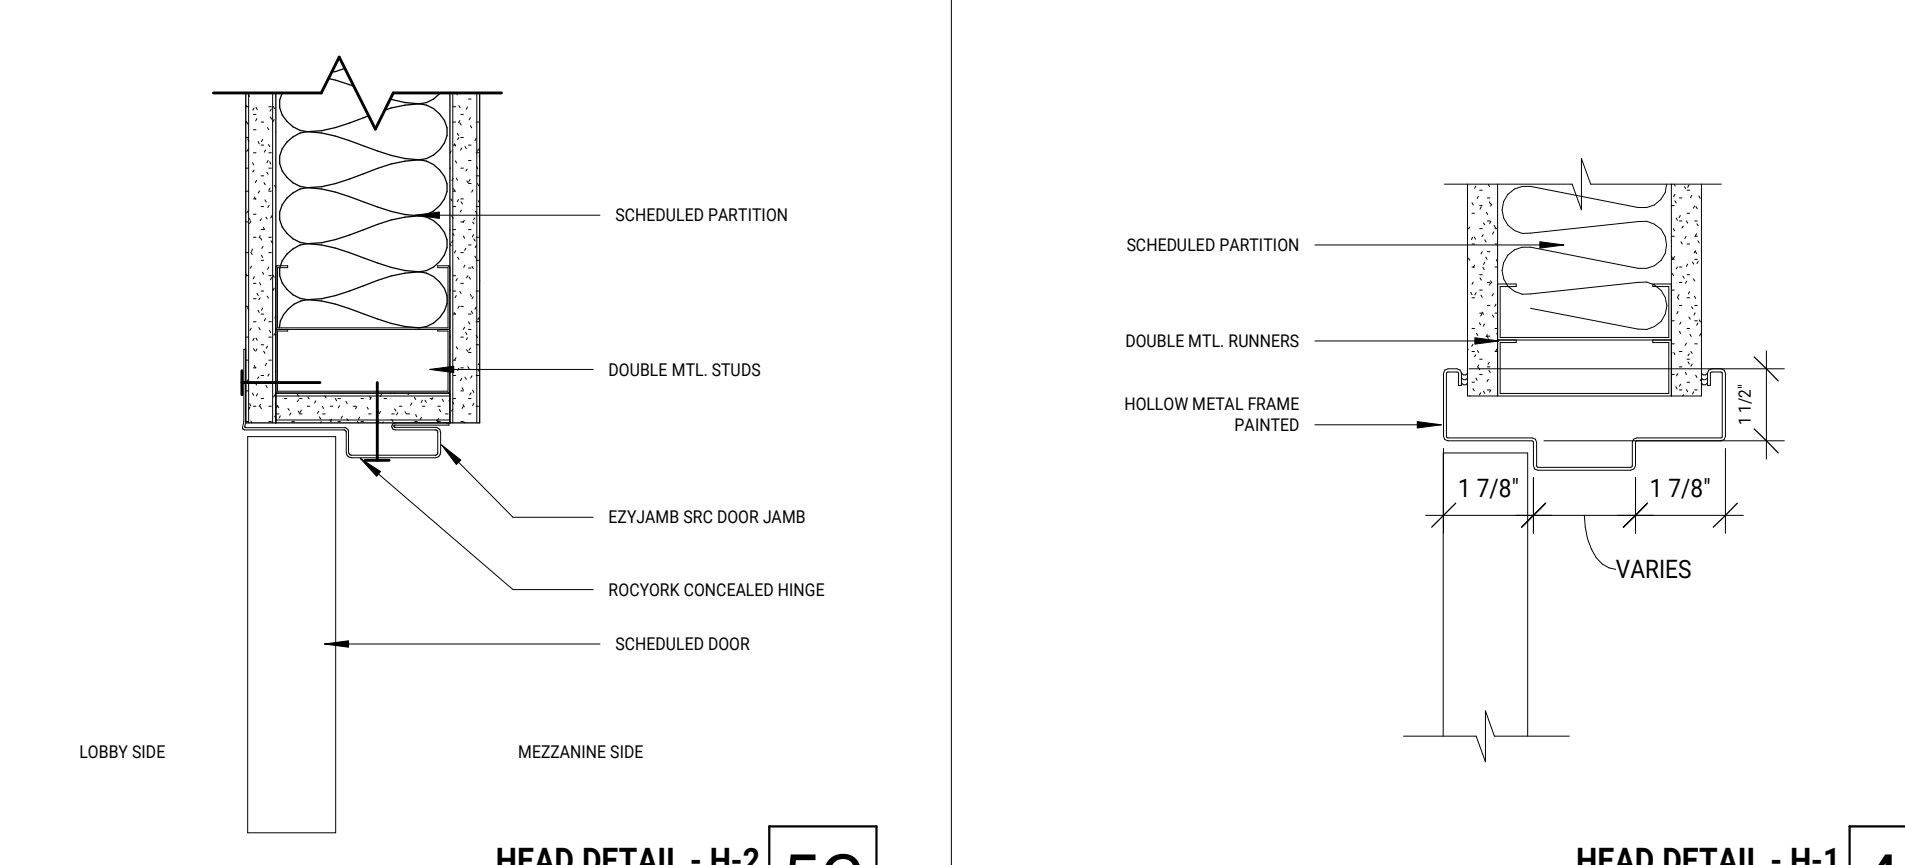 SCHEDULED PARTITION
DOUBLE MTL. STUDS
EZYJAMB SRC DOOR JAMB
ROCYORK CONCEALED HINGE
SCHEDULED DOOR
LOBBY SIDE
MEZZANINE SIDE
HEAD DETAIL - H-2
SCHEDULED PARTITION
DOUBLE MTL. RUNNERS
HOLLOW METAL FRAME
PAINTED
1 1/2"
1 7/8"
1 7/8"
VARIES
HEAD DETAIL - H-1